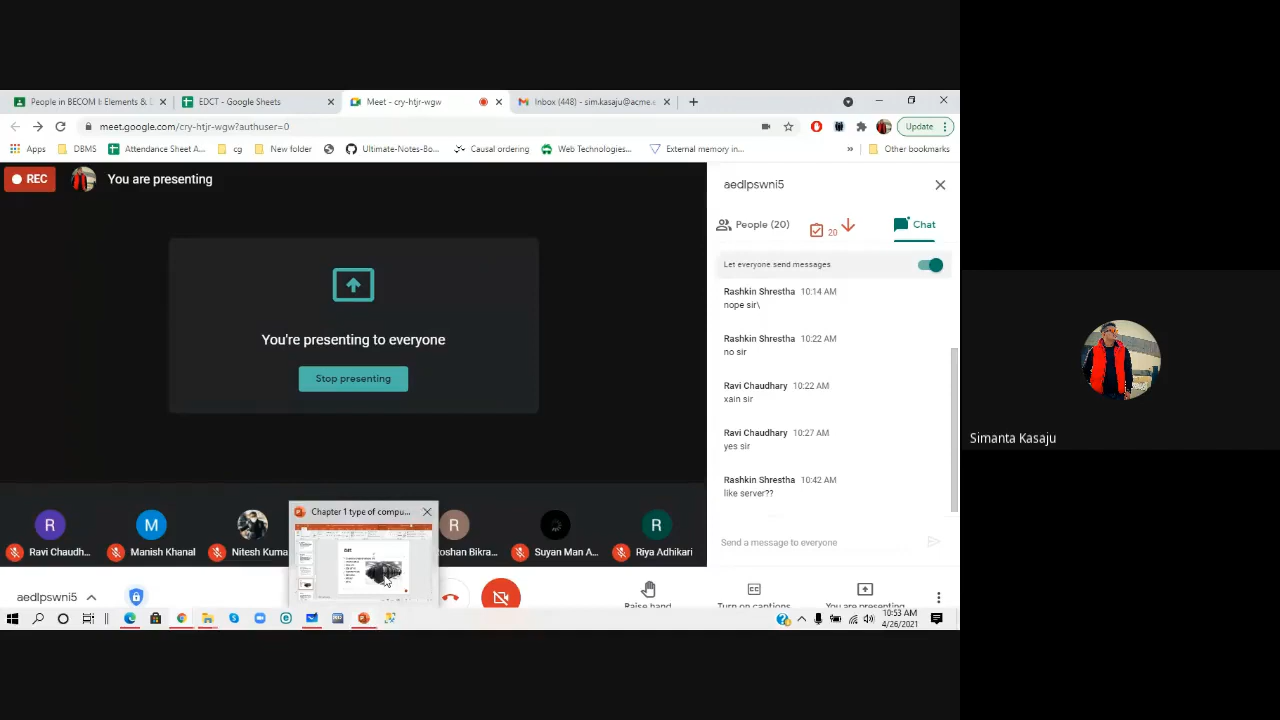 People in BECOM I: Elements &
EDCT - Google Sheets
Meet - cry-htjr-wgw
Inbox (448) - sim.kasaju@acme.e
meet.google.com/cry-htjr-wgw?authuser=0
Update
Apps
DBMS
Attendance Sheet A...
cg
New folder
Ultimate-Notes-Bo...
Causal ordering
Web Technologies...
External memory in...
»
Other bookmarks
REC
You are presenting
You're presenting to everyone
Stop presenting
aedlpswni5
People (20)
20
Chat
Let everyone send messages
Rashkin Shrestha 10:14 AM
nope sir\
Rashkin Shrestha 10:22 AM
no sir
Ravi Chaudhary 10:22 AM
xain sir
Ravi Chaudhary 10:27 AM
yes sir
Rashkin Shrestha 10:42 AM
like server??
Send a message to everyone
R
M
R
R
Ravi Chaudh...
Manish Khanal
Nitesh Kuma
oshan Bikra...
Suyan Man A...
Riya Adhikari
Chapter 1 type of compu...
aedlpswni5
Raise hand
Turn on captions
You are presenting
10:53 AM
4/26/2021
Simanta Kasaju